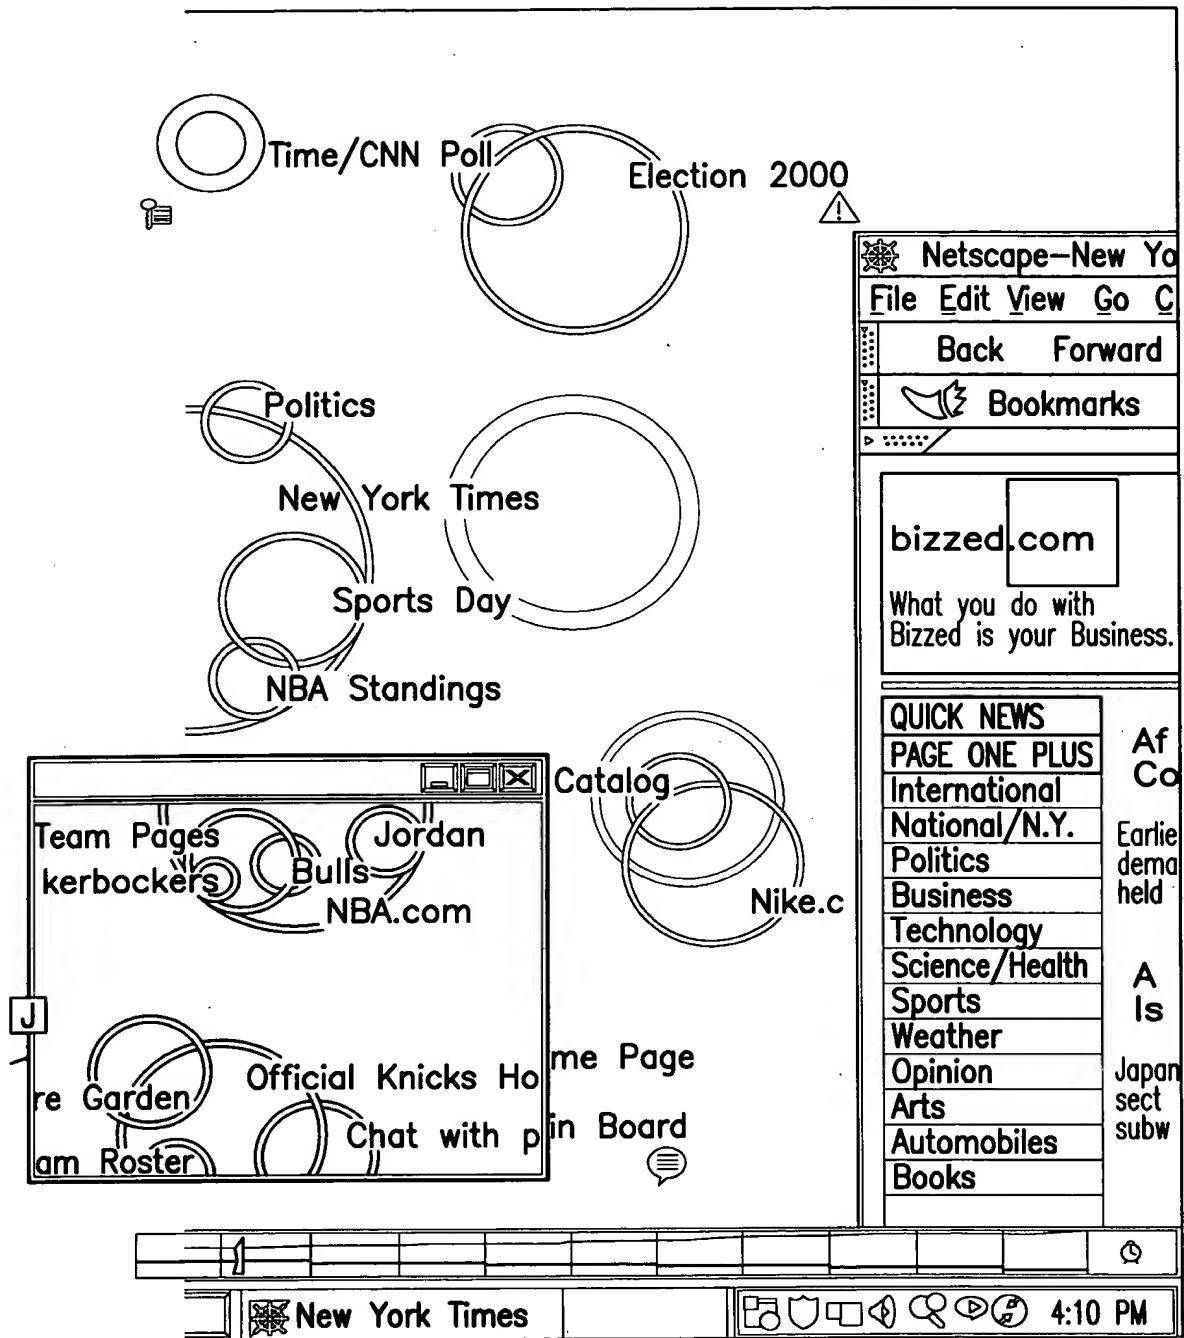 Time/CNN Poll
Election 2000
Netscape-New Yo
File Edit View Go C
Back Forward
Bookmarks
Politics
New York Times
Sports Day
NBA Standings
bizzed.com
What you do with
Bizzed is your Business.
QUICK NEWS
PAGE ONE PLUS
International
National/N.Y.
Politics
Business
Technology
Science/Health
Sports
Weather
Opinion
Arts
Automobiles
Books
Af
Co
Earlie
dema
held
A
Is
Japan
sect
subw
Catalog
Nike.c
Team Pages
Jordan
kerbockers
Bulls
NBA.com
J
Official Knicks Home Page
re Garden
Chat with pin Board
am Roster
New York Times
4:10 PM